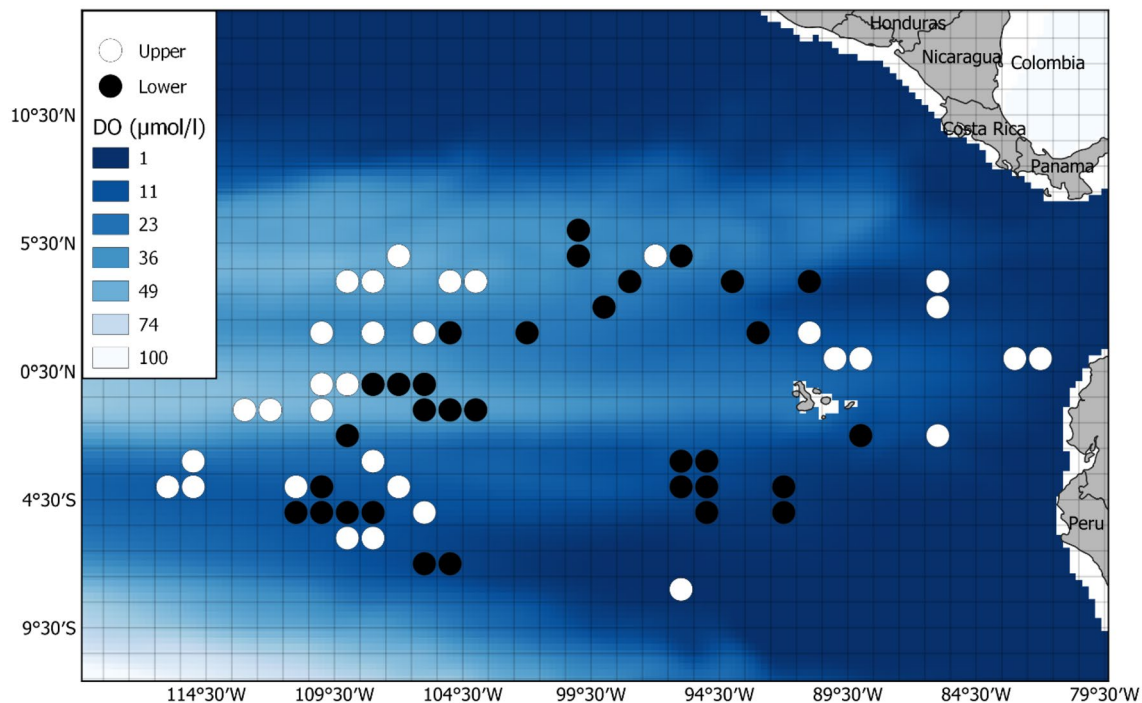 Upper
Lower
DO (µmol/l)
1
11
23
36
49
74
100
Honduras
Nicaragua
Colombia
Costa Rica
Panama
Peru
10°30′N
5°30′N
0°30′N
4°30′S
9°30′S
114°30′W 109°30′W 104°30′W 99°30′W 94°30′W 89°30′W 84°30′W 79°30′W